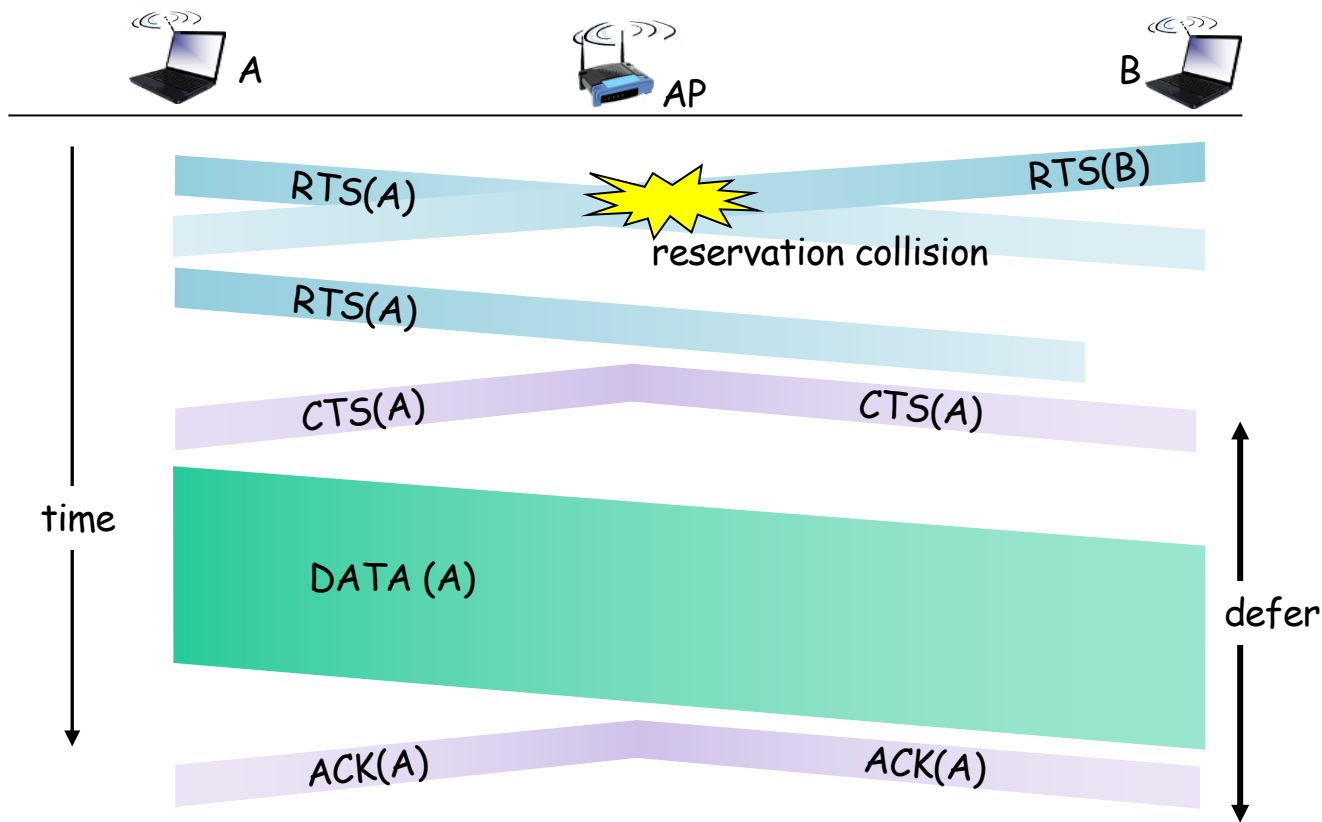 A
AP
B
RTS(A)
RTS(B)
reservation collision
RTS(A)
CTS(A)
CTS(A)
time
DATA (A)
defer
ACK(A)
ACK(A)